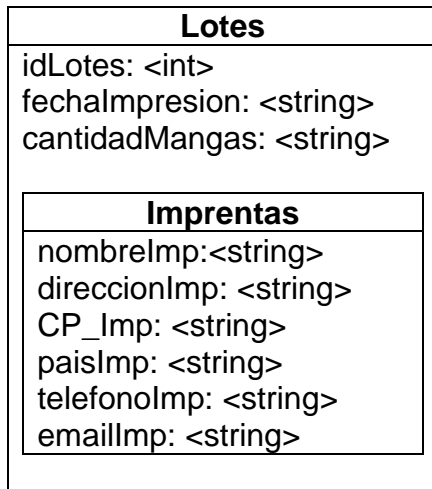 Lotes
idLotes: <int>
fechaImpresion: <string>
cantidadMangas: <string>
Imprentas
nombreImp:<string>
direccionImp: <string>
CP_Imp: <string>
paisImp: <string>
telefonoImp: <string>
emailImp: <string>